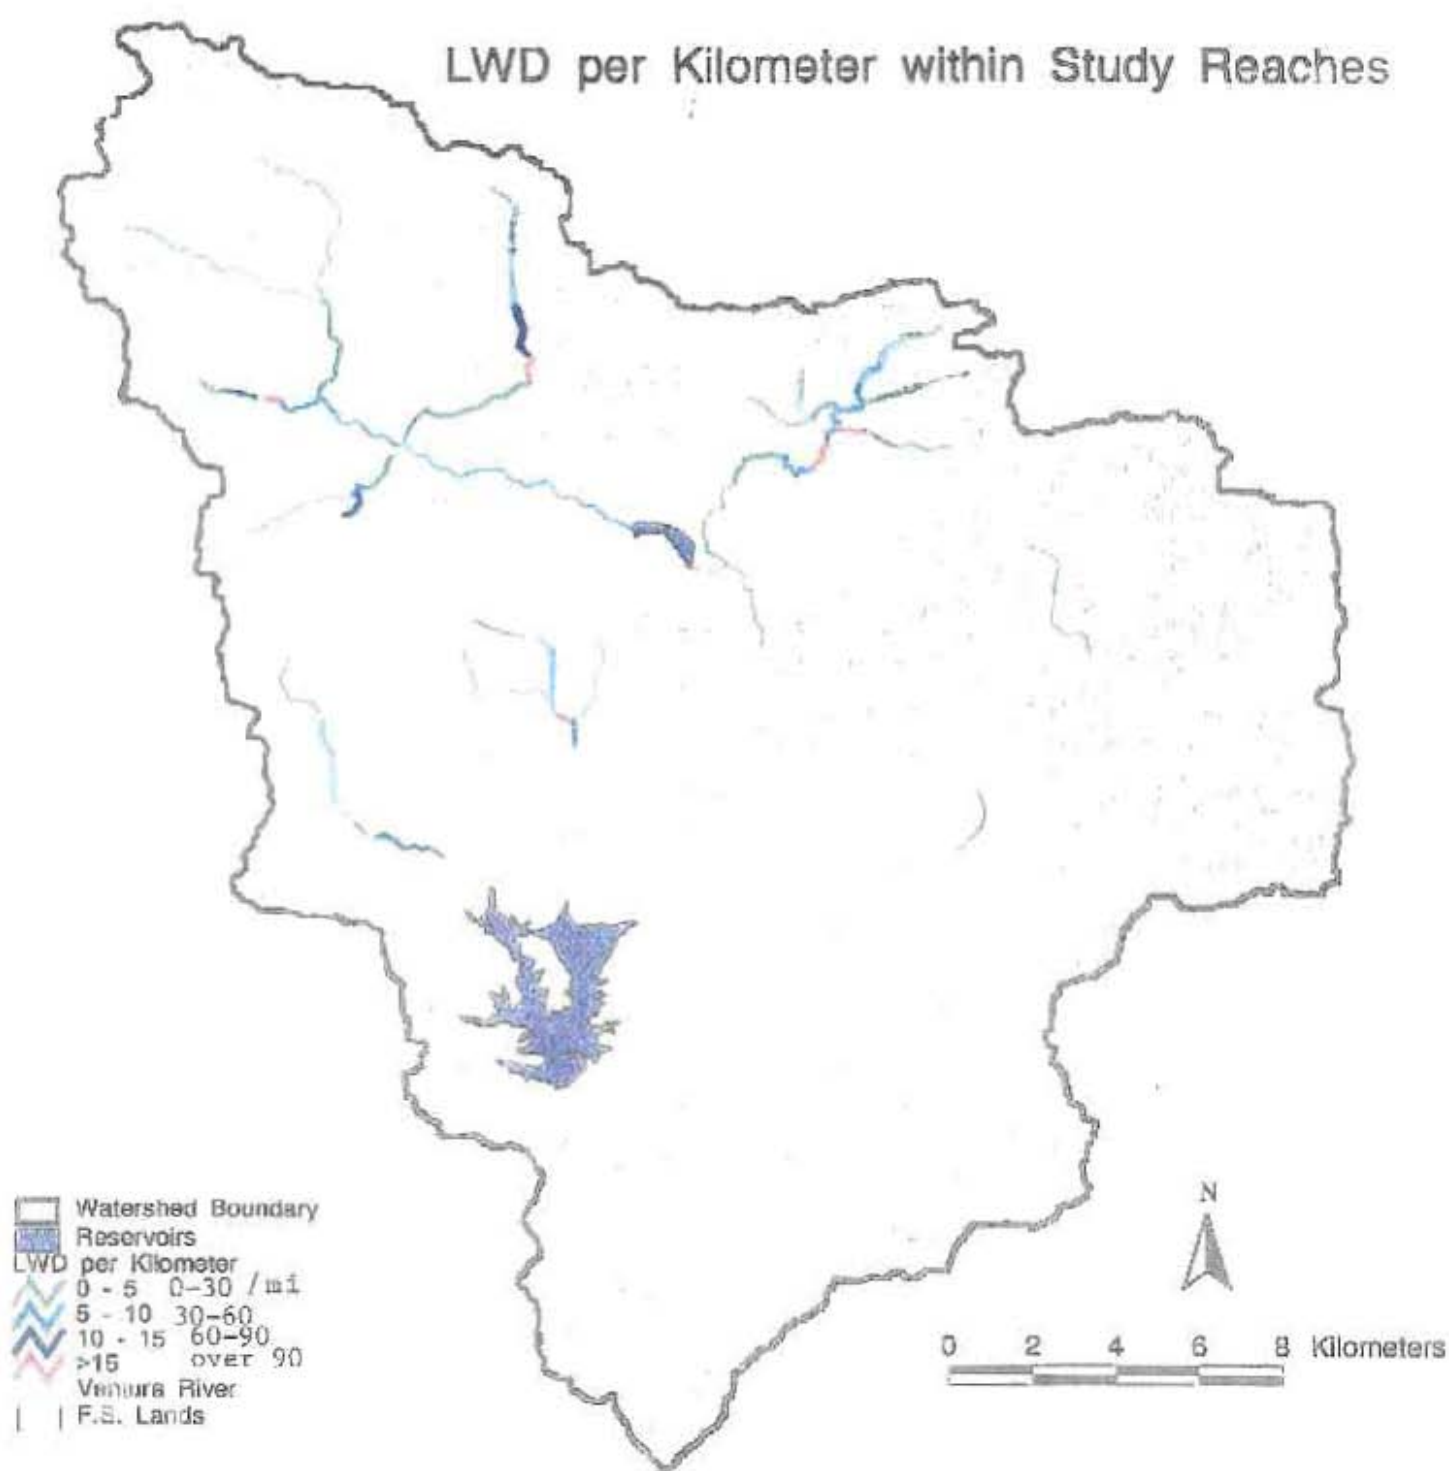 LWD per Kilometer within Study Reaches
Watershed Boundary
Reservoirs
LWD per Kilometer
0 - 5 0-30 /mi
5 - 10 30-60
10 - 15 60-90
>15 over 90
Ventura River
F.S. Lands
N
0 2 4 6 8 Kilometers